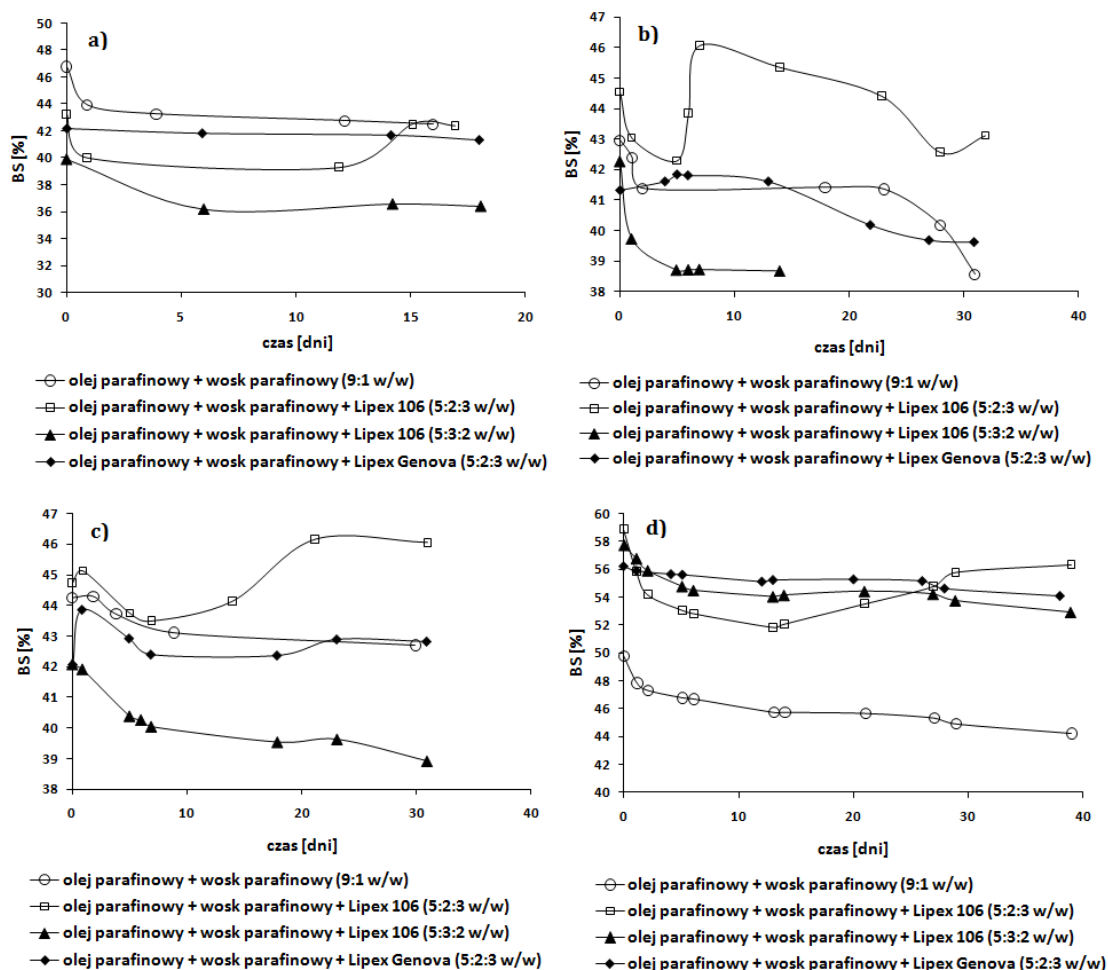 a)
BS [%]
50
48
46
44
42
40
38
36
34
32
30
0 5 10 15 20
czas [dni]
olej parafinowy + wosk parafinowy (9:1 w/w)
olej parafinowy + wosk parafinowy + Lipex 106 (5:2:3 w/w)
olej parafinowy + wosk parafinowy + Lipex 106 (5:3:2 w/w)
olej parafinowy + wosk parafinowy + Lipex Genova (5:2:3 w/w)
b)
BS [%]
47
46
45
44
43
42
41
40
39
38
0 10 20 30 40
czas [dni]
olej parafinowy + wosk parafinowy (9:1 w/w)
olej parafinowy + wosk parafinowy + Lipex 106 (5:2:3 w/w)
olej parafinowy + wosk parafinowy + Lipex 106 (5:3:2 w/w)
olej parafinowy + wosk parafinowy + Lipex Genova (5:2:3 w/w)
c)
BS [%]
47
46
45
44
43
42
41
40
39
38
0 10 20 30 40
czas [dni]
olej parafinowy + wosk parafinowy (9:1 w/w)
olej parafinowy + wosk parafinowy + Lipex 106 (5:2:3 w/w)
olej parafinowy + wosk parafinowy + Lipex 106 (5:3:2 w/w)
olej parafinowy + wosk parafinowy + Lipex Genova (5:2:3 w/w)
d)
BS [%]
60
58
56
54
52
50
48
46
44
42
40
0 10 20 30 40
czas [dni]
olej parafinowy + wosk parafinowy (9:1 w/w)
olej parafinowy + wosk parafinowy + Lipex 106 (5:2:3 w/w)
olej parafinowy + wosk parafinowy + Lipex 106 (5:3:2 w/w)
olej parafinowy + wosk parafinowy + Lipex Genova (5:2:3 w/w)